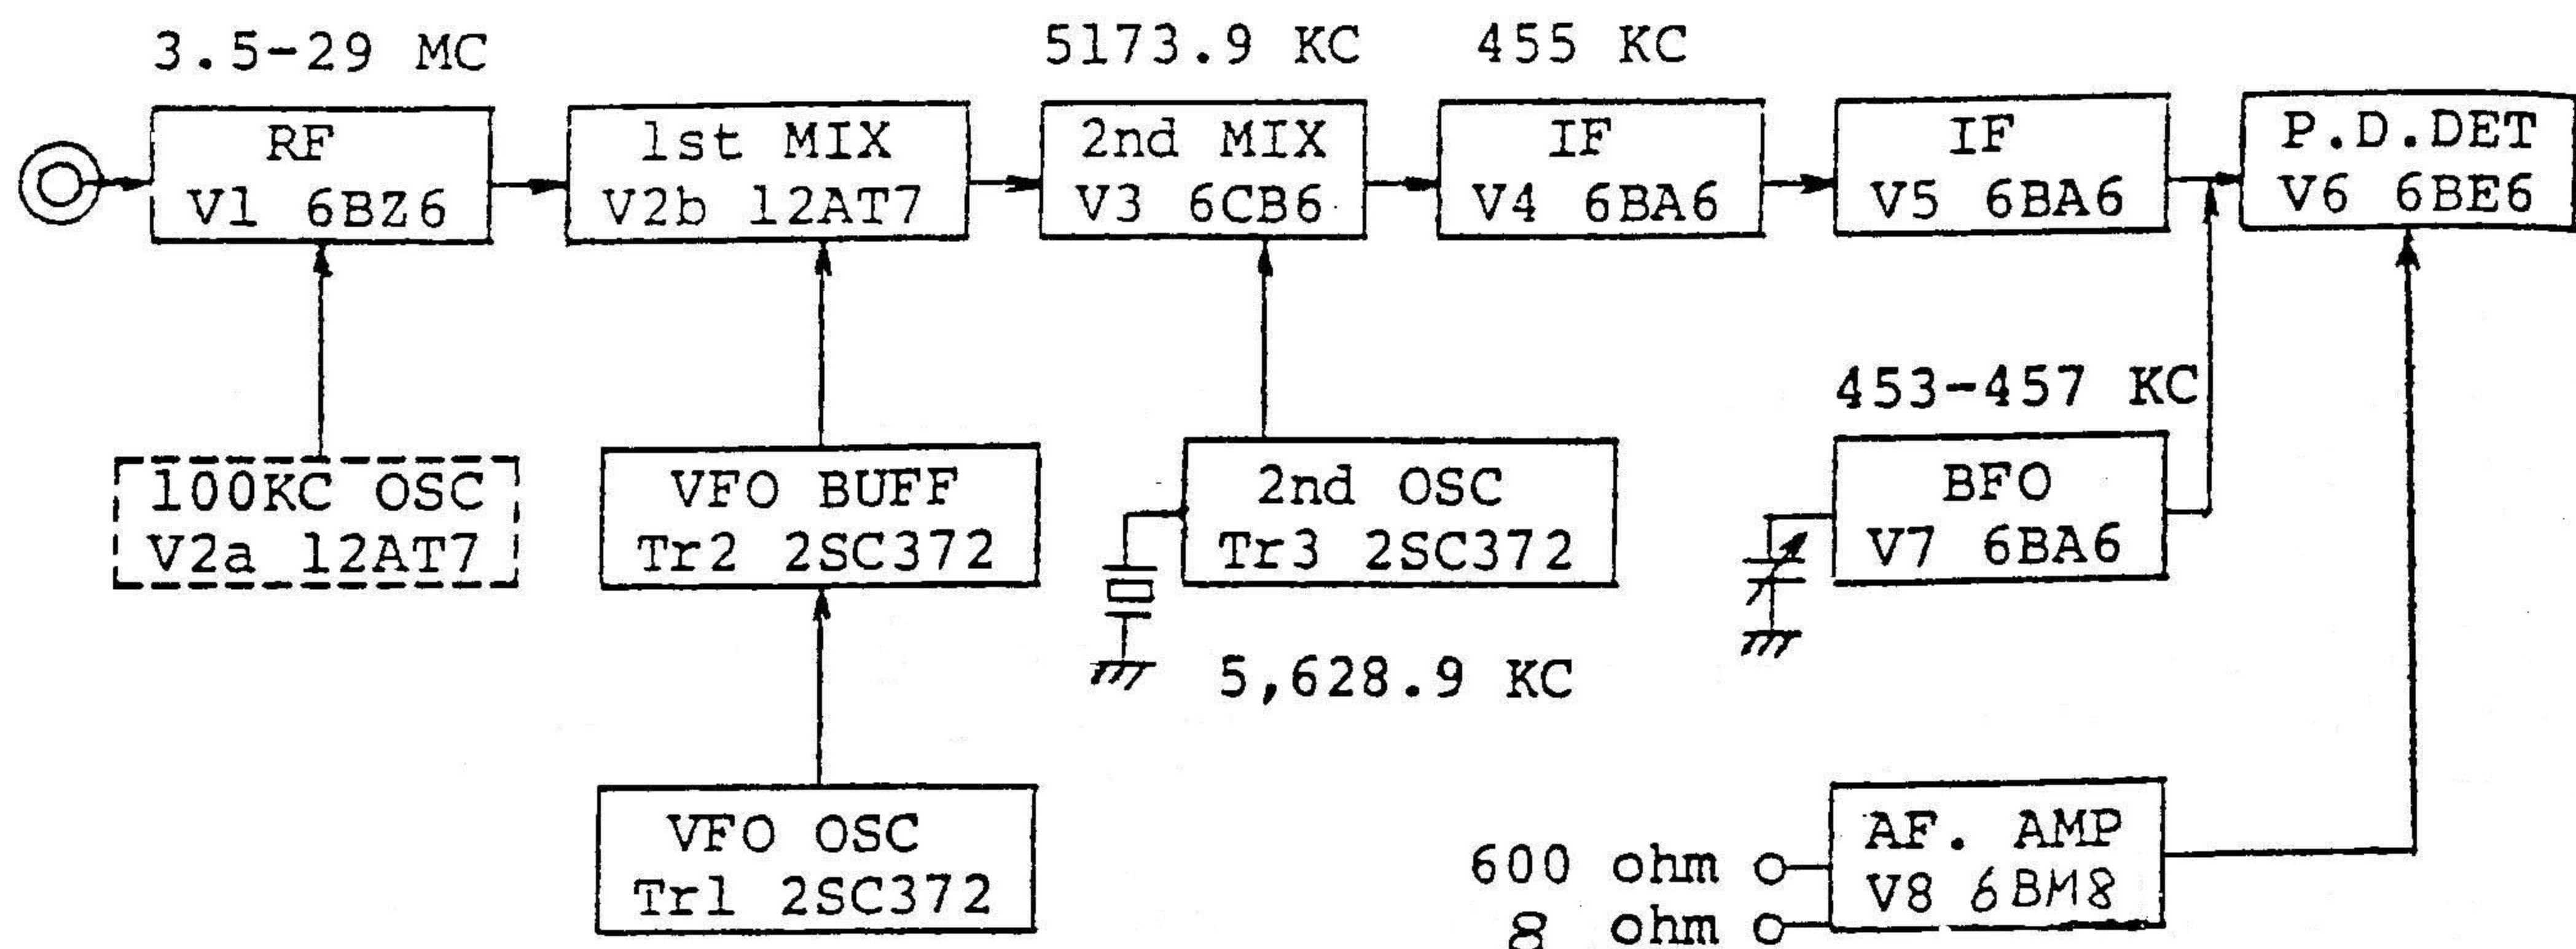 3.5-29 MC
5173.9 KC
455 KC
RF
V1 6BZ6
1st MIX
V2b 12AT7
2nd MIX
V3 6CB6
IF
V4 6BA6
IF
V5 6BA6
P.D.DET
V6 6BE6
453-457 KC
100KC OSC
V2a 12AT7
VFO BUFF
Tr2 2SC372
2nd OSC
Tr3 2SC372
BFO
V7 6BA6
5,628.9 KC
VFO OSC
Tr1 2SC372
AF. AMP
V8 6BM8
600 ohm
8 ohm